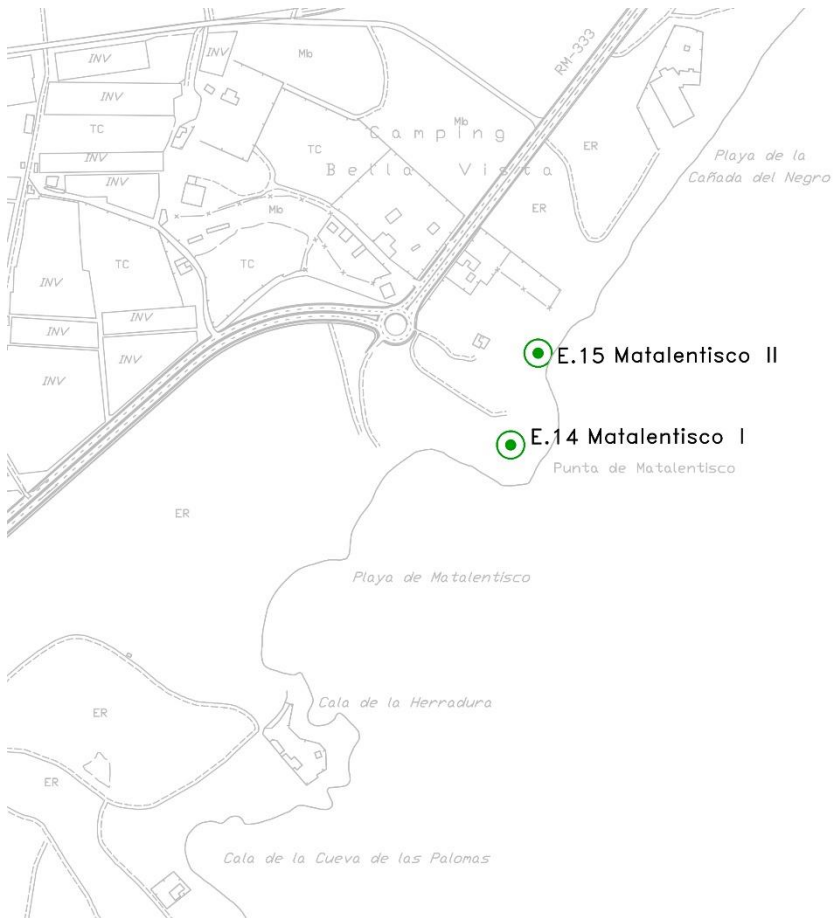 INV
INV
Mb
RM-333
INV
Mb
TC
Camping
ER
Playa de la
Cañada del Negro
INV
TC
Bella Vista
INV
ER
Mb
TC
TC
INV
INV
INV
INV
INV
E.15 Matalentisco II
E.14 Matalentisco I
Punta de Matalentisco
ER
Playa de Matalentisco
Cala de la Herradura
ER
ER
Cala de la Cueva de las Palomas